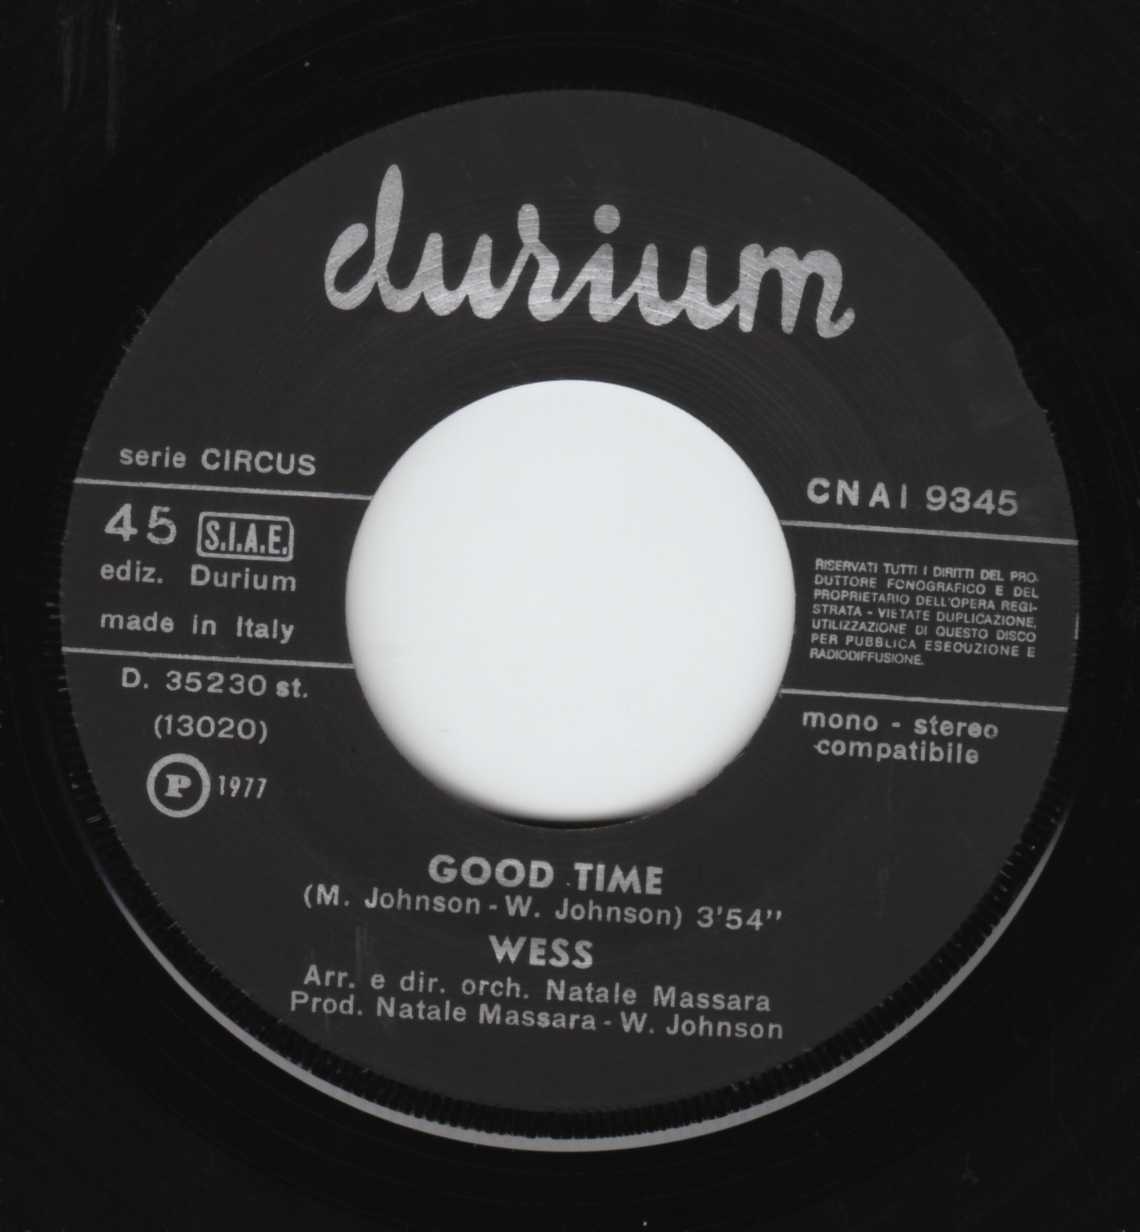 durium
serie CIRCUS
45 S.I.A.E.
ediz. Durium
made in Italy
D. 35230 st.
(13020)
P 1977
CNAI 9345
RISERVATI TUTTI I DIRITTI DEL PRO-
DUTTORE FONOGRAFICO E DEL
PROPRIETARIO DELL'OPERA REGI-
STRATA - VIETATE DUPLICAZIONE,
UTILIZZAZIONE DI QUESTO DISCO
PER PUBBLICA ESECUZIONE E
RADIODIFFUSIONE.
mono - stereo
compatibile
GOOD TIME
(M. Johnson - W. Johnson) 3'54"
WESS
Arr. e dir. orch. Natale Massara
Prod. Natale Massara - W. Johnson